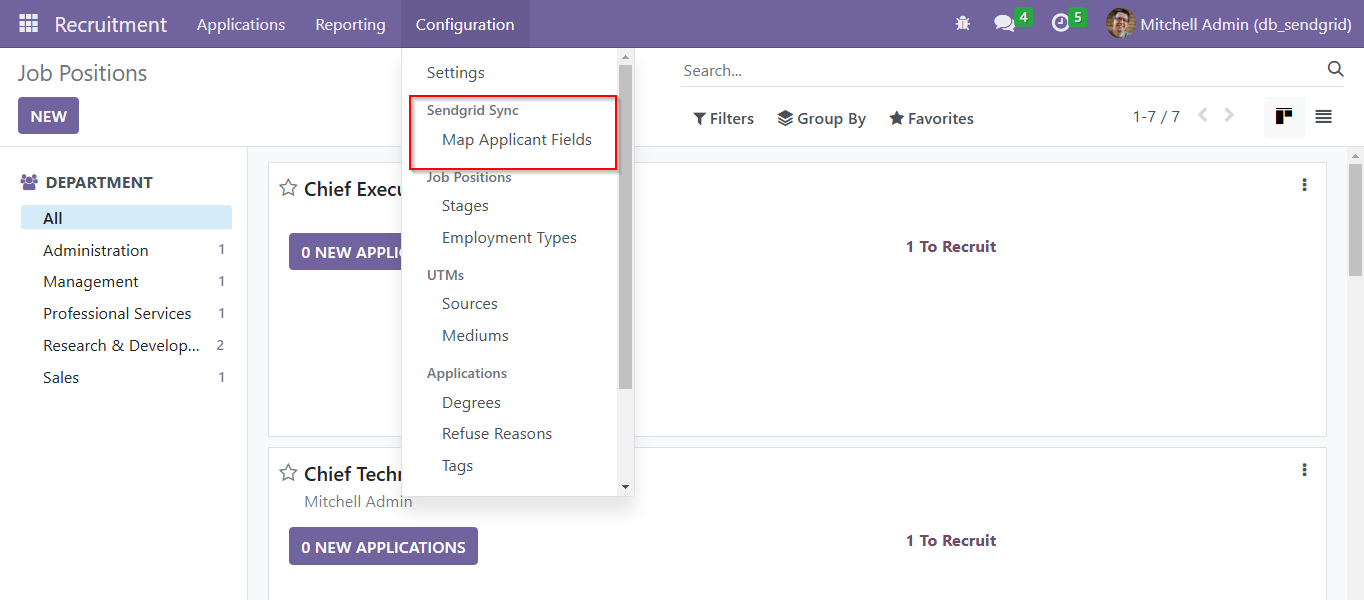 Recruitment Applications Reporting Configuration 4 5 Mitchell Admin (db_sendgrid)
Job Positions
Search...
NEW
Filters Group By Favorites 1-7 / 7
DEPARTMENT
All
Administration 1
Management 1
Professional Services 1
Research & Develop... 2
Sales 1
Settings
Sendgrid Sync
Map Applicant Fields
Job Positions
Stages
Employment Types
UTMs
Sources
Mediums
Applications
Degrees
Refuse Reasons
Tags
Chief Execu
0 NEW APPLIC
1 To Recruit
Chief Techn
Mitchell Admin
0 NEW APPLICATIONS
1 To Recruit